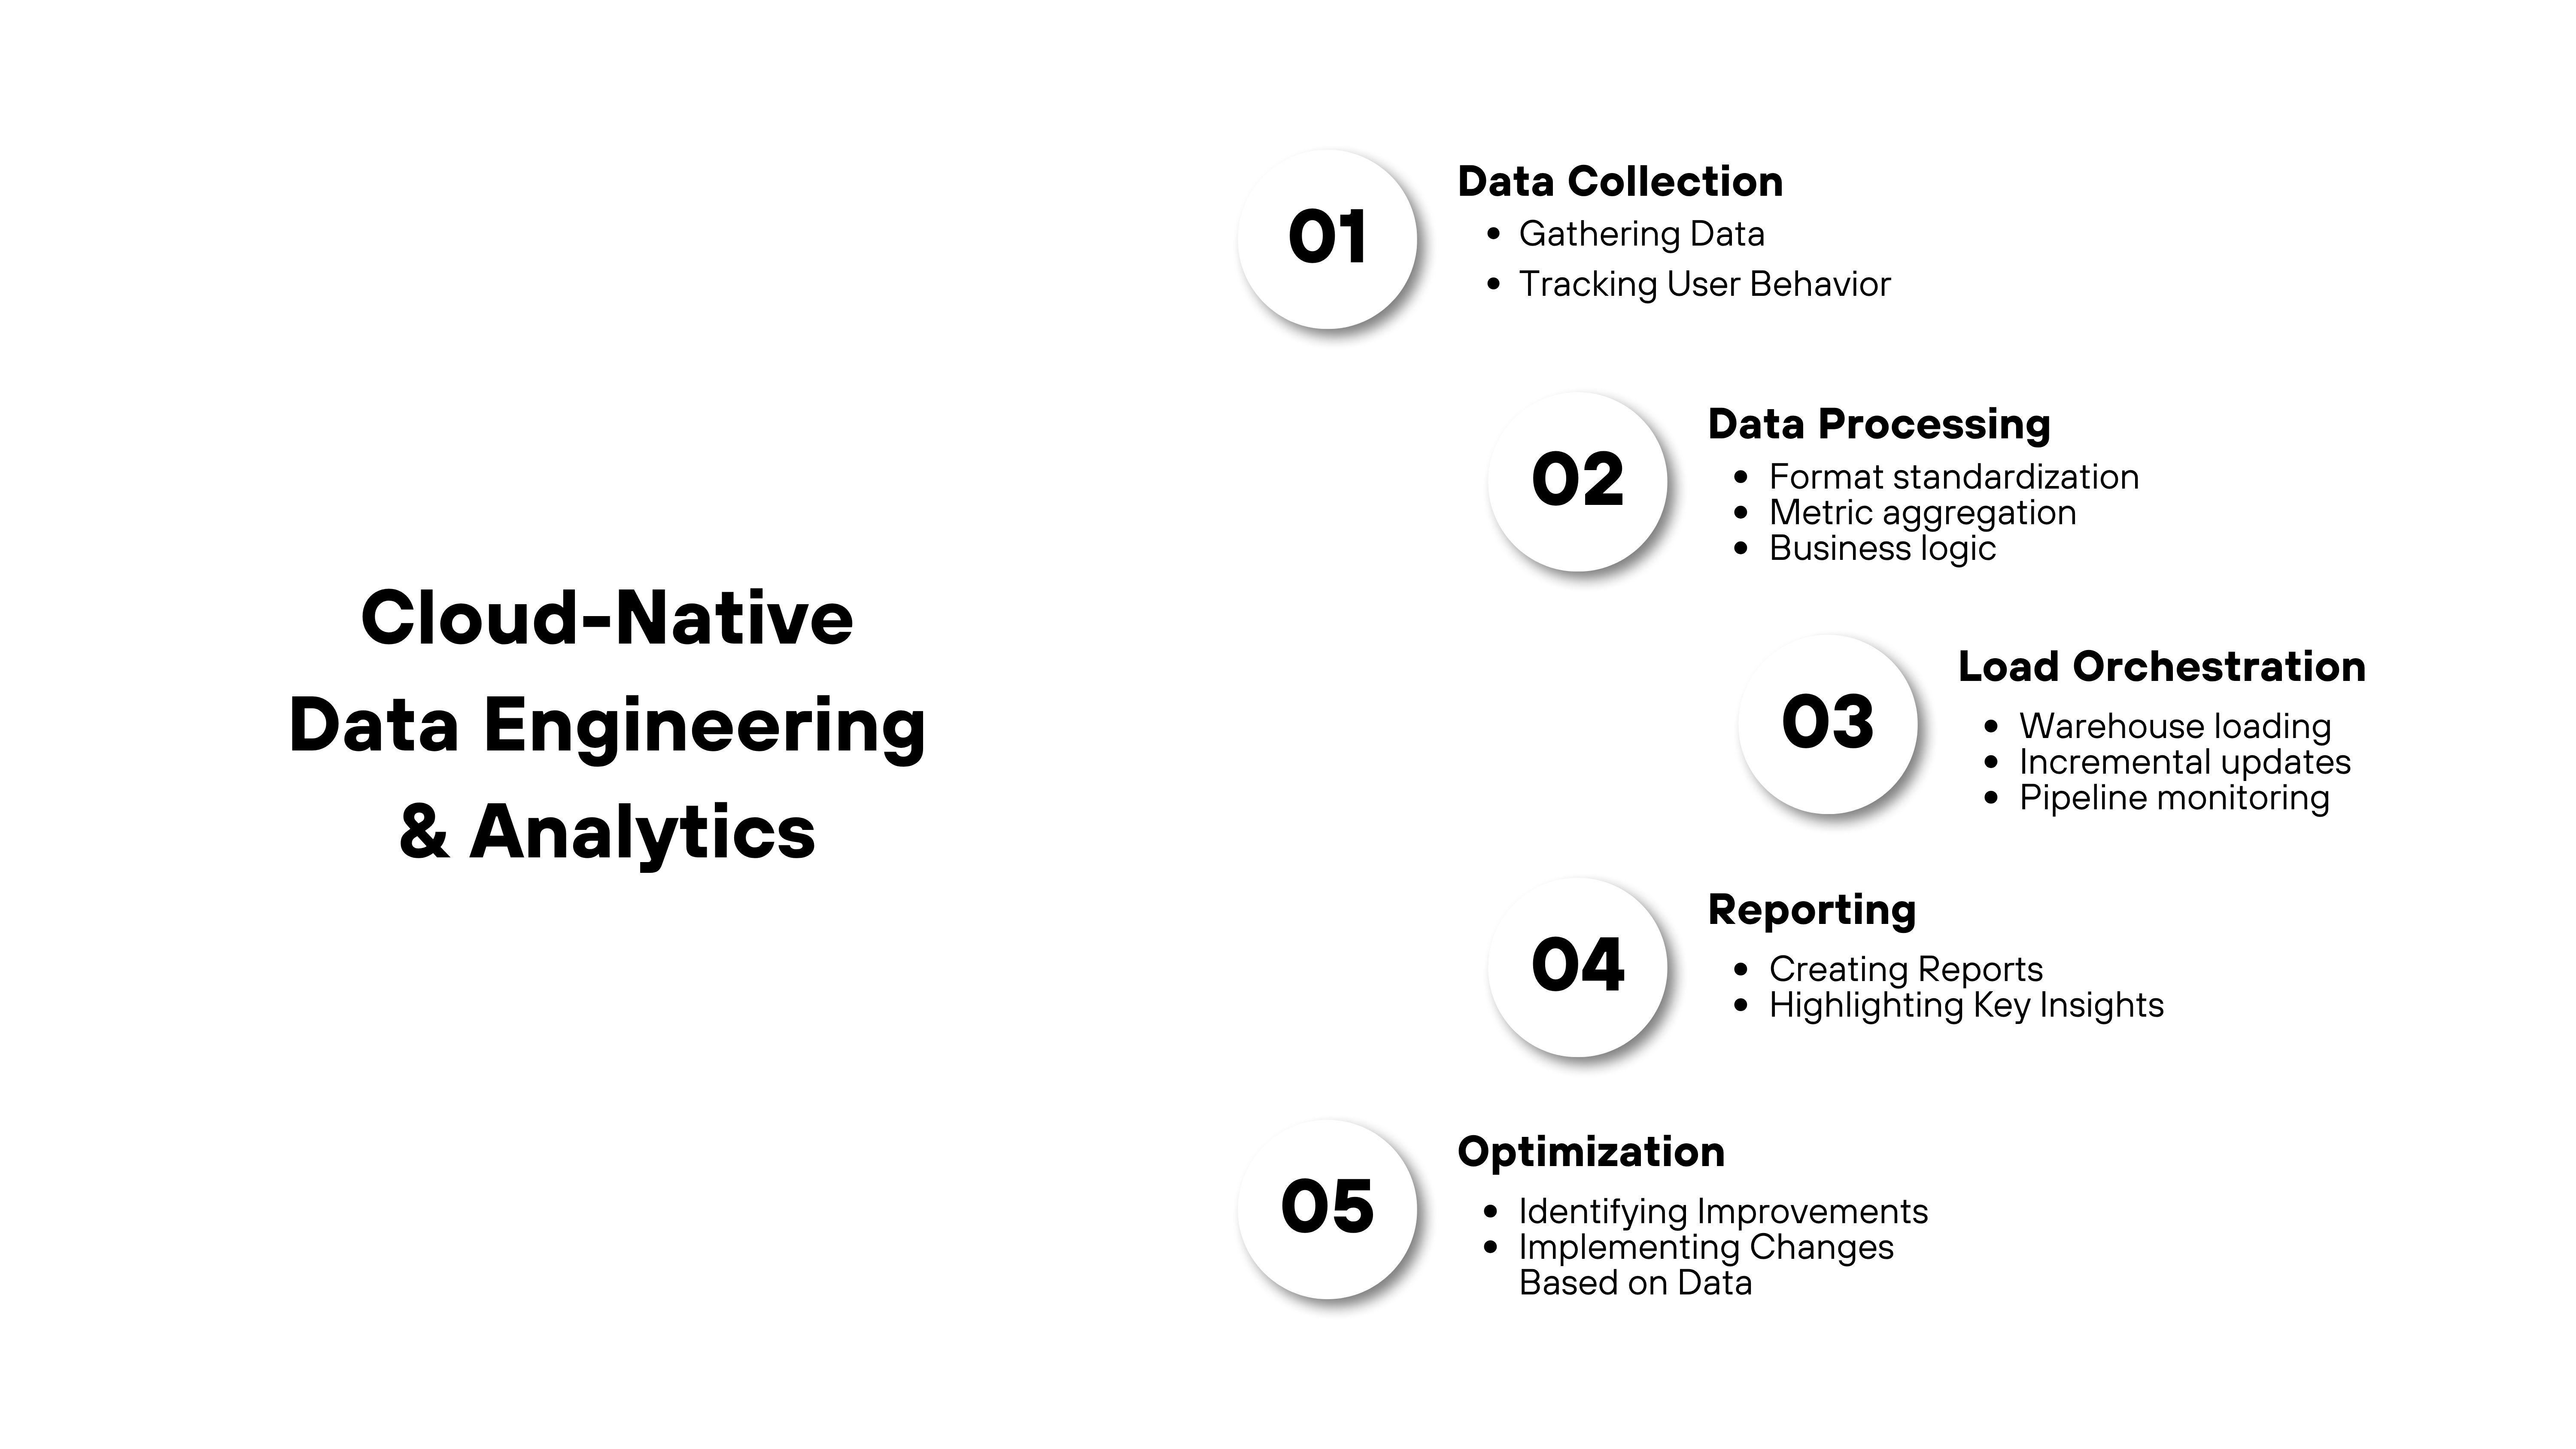 Cloud-Native
Data Engineering
& Analytics
01
Data Collection
• Gathering Data
• Tracking User Behavior
02
Data Processing
• Format standardization
• Metric aggregation
• Business logic
03
Load Orchestration
• Warehouse loading
• Incremental updates
• Pipeline monitoring
04
Reporting
• Creating Reports
• Highlighting Key Insights
05
Optimization
• Identifying Improvements
• Implementing Changes
Based on Data